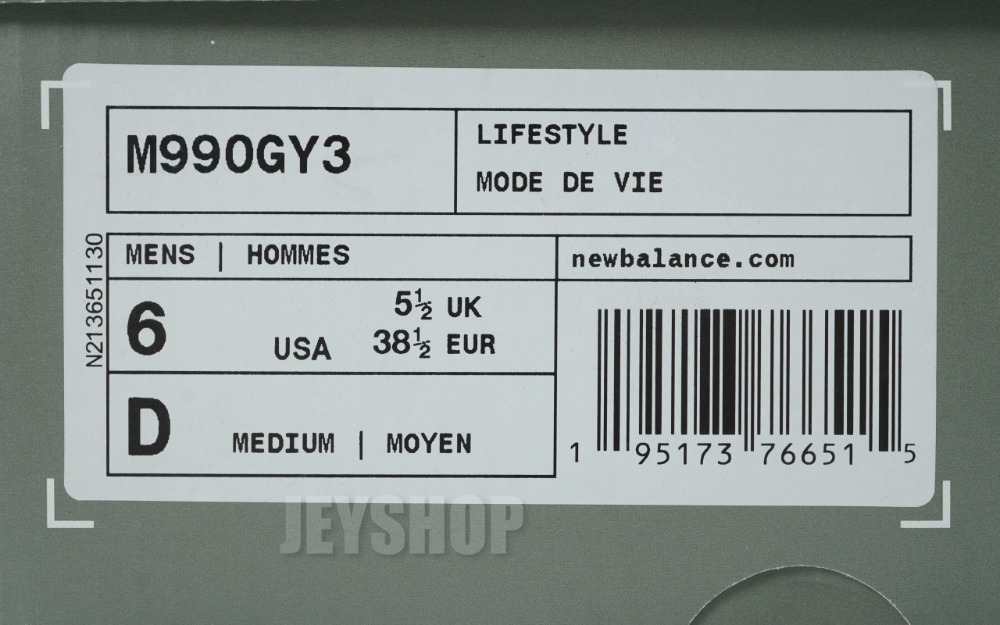 M990GY3
LIFESTYLE
MODE DE VIE
MENS | HOMMES
newbalance.com
N213651130
6 USA 5½ UK
38½ EUR
D MEDIUM | MOYEN
1 95173 76651 5
JEYSHOP